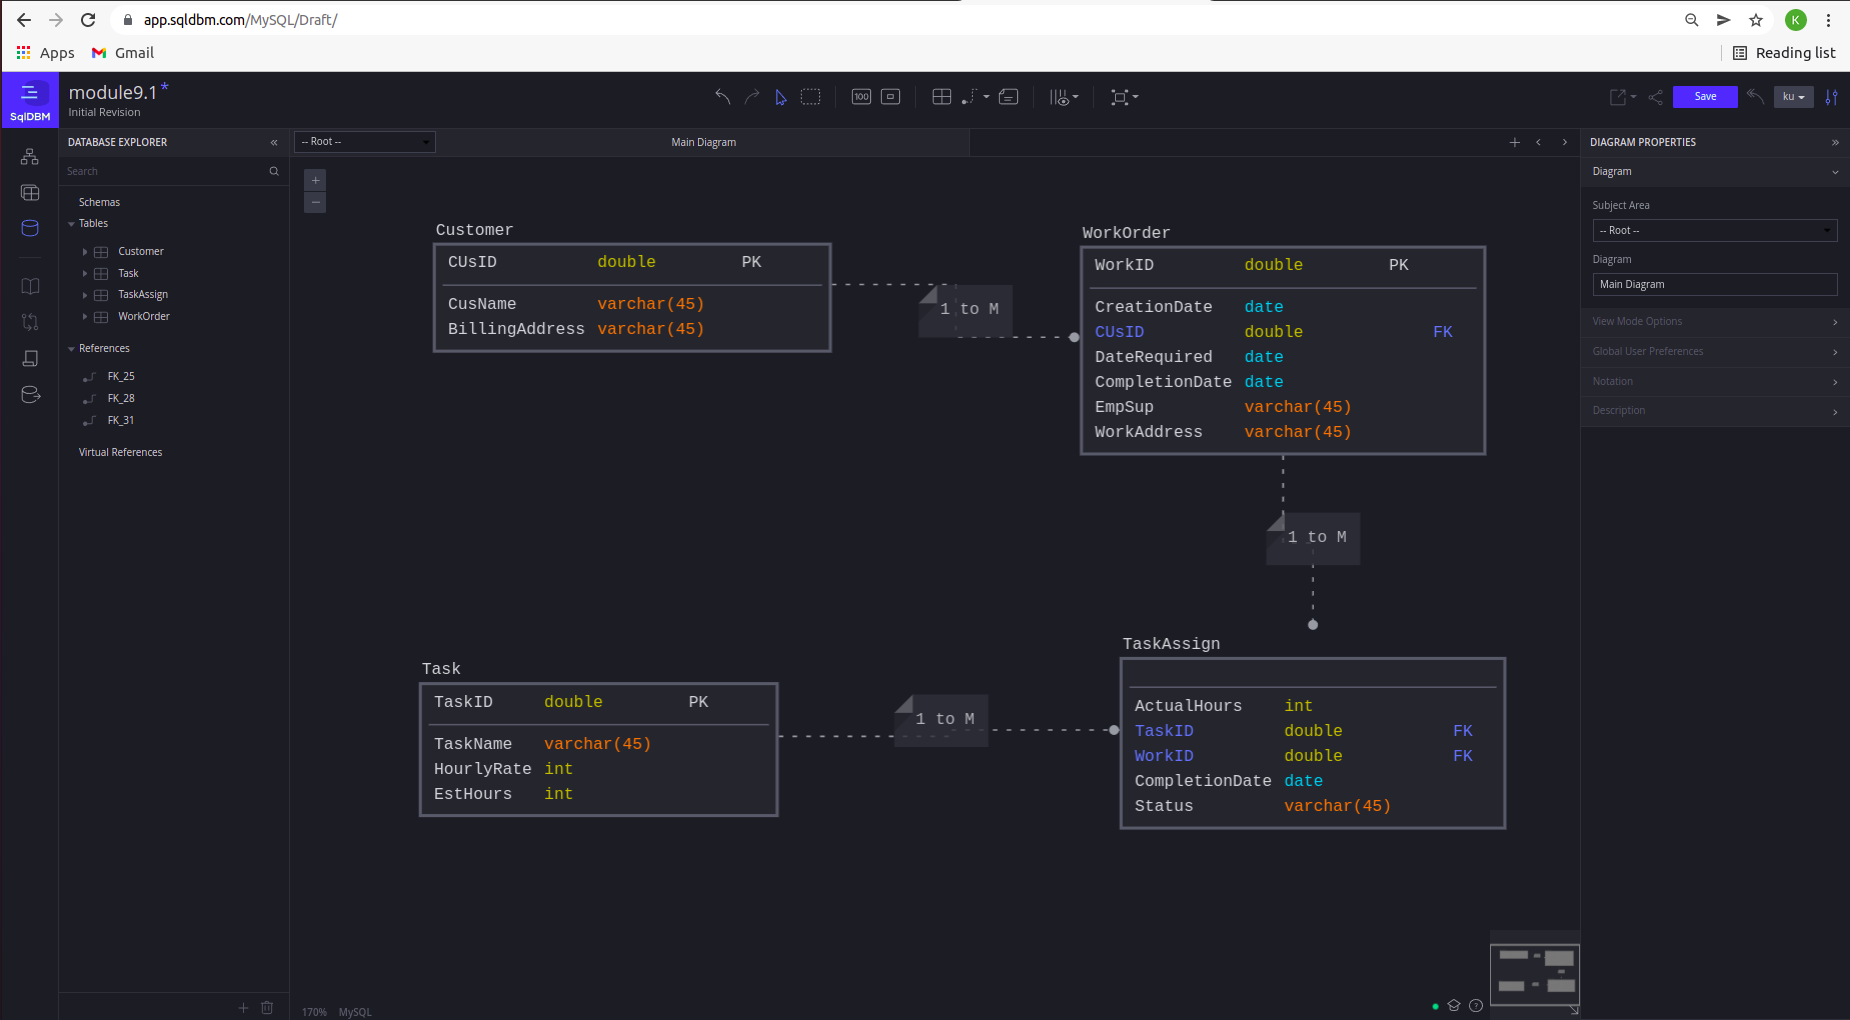 app.sqldbm.com/MySQL/Draft/
K
Apps
Gmail
Reading list
SqlDBM
module9.1*
Initial Revision
100
Save
ku
DATABASE EXPLORER
«
-- Root --
Main Diagram
DIAGRAM PROPERTIES
»
Search
Schemas
Tables
Customer
Task
TaskAssign
WorkOrder
References
FK_25
FK_28
FK_31
Virtual References
Customer
CUsID double PK
CusName varchar(45)
BillingAddress varchar(45)
1 to M
WorkOrder
WorkID double PK
CreationDate date
CUsID double FK
DateRequired date
CompletionDate date
EmpSup varchar(45)
WorkAddress varchar(45)
1 to M
Task
TaskID double PK
TaskName varchar(45)
HourlyRate int
EstHours int
1 to M
TaskAssign
ActualHours int
TaskID double FK
WorkID double FK
CompletionDate date
Status varchar(45)
Diagram
Subject Area
-- Root --
Diagram
Main Diagram
View Mode Options
Global User Preferences
Notation
Description
170% MySQL